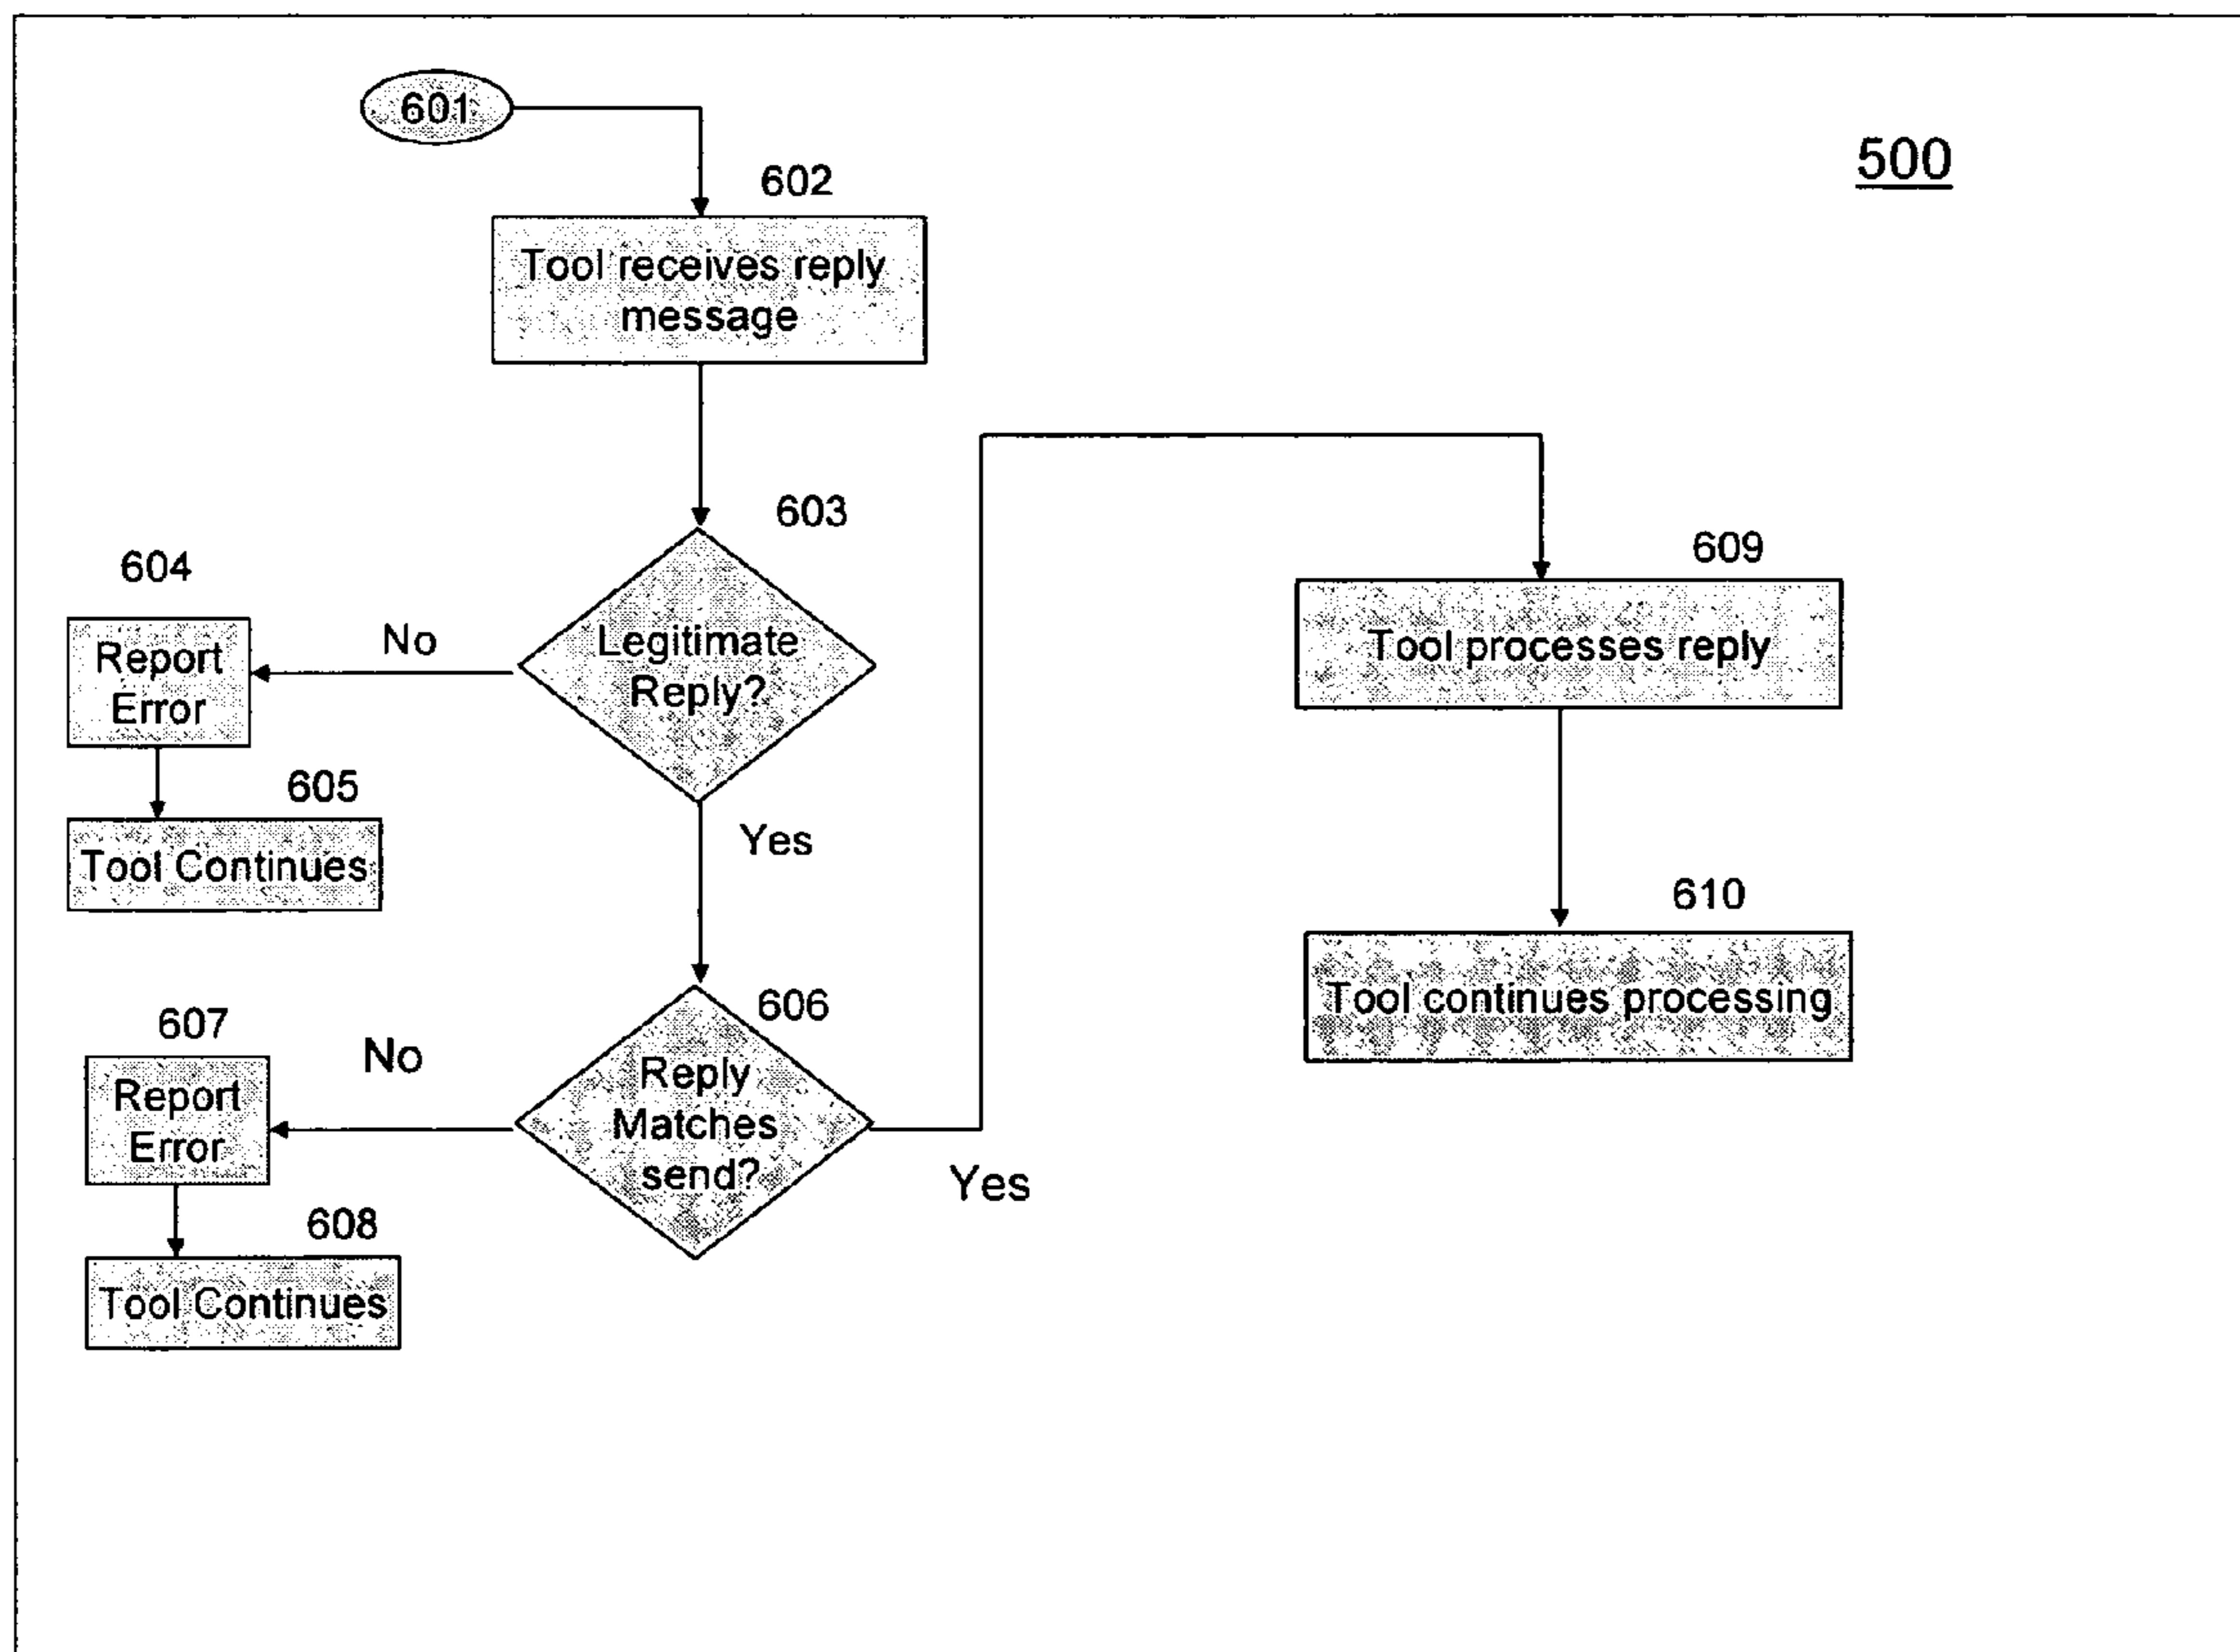 601
500
602
Tool receives reply
message
603
Legitimate
Reply?
No
604
Report
Error
605
Tool Continues
Yes
606
Reply
Matches
send?
No
607
Report
Error
608
Tool Continues
Yes
609
Tool processes reply
610
Tool continues processing